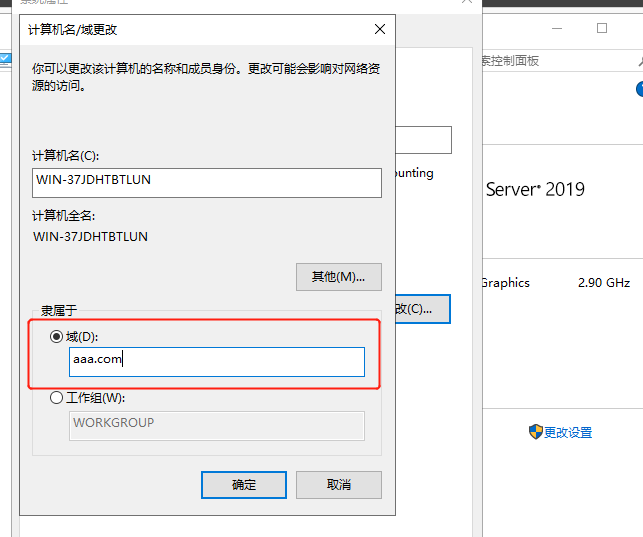 计算机名/域更改
你可以更改该计算机的名称和成员身份。更改可能会影响对网络资
源的访问。
计算机名(C):
WIN-37JDHTBTLUN
计算机全名:
WIN-37JDHTBTLUN
其他(M)...
隶属于
域(D):
aaa.com
工作组(W):
WORKGROUP
确定
取消
索控制面板
unting
Server® 2019
改(C)...
Graphics
2.90 GHz
更改设置